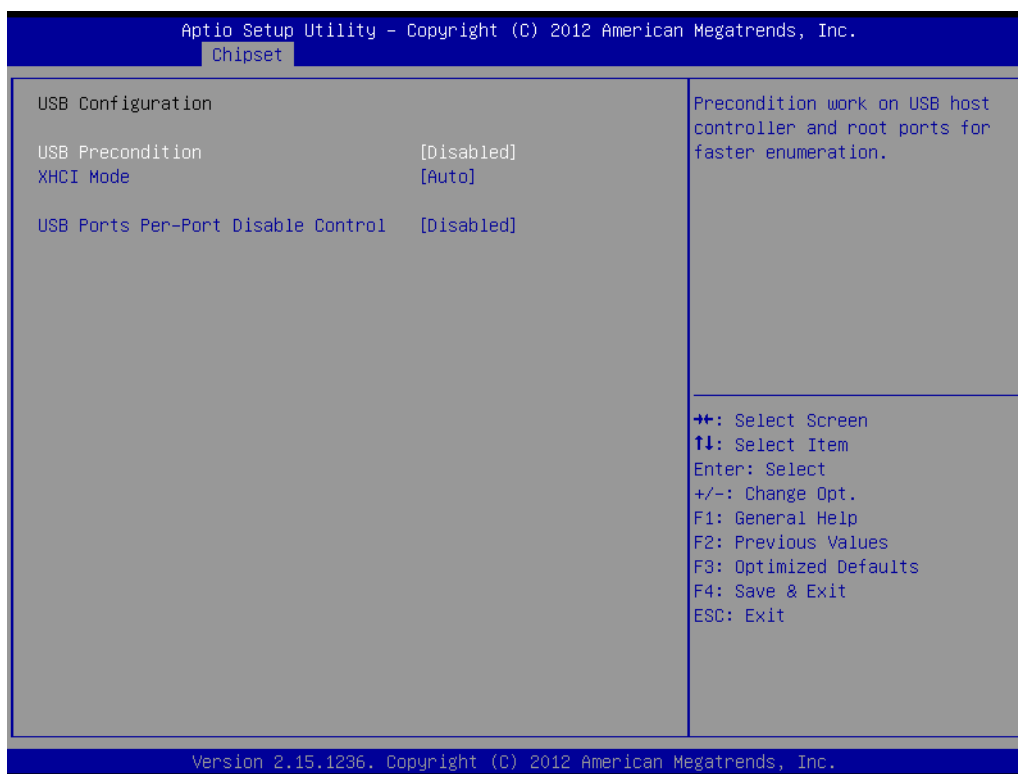 Aptio Setup Utility – Copyright (C) 2012 American Megatrends, Inc.
Chipset
USB Configuration
USB Precondition [Disabled]
XHCI Mode [Auto]
USB Ports Per-Port Disable Control [Disabled]
Precondition work on USB host
controller and root ports for
faster enumeration.
→←: Select Screen
↑↓: Select Item
Enter: Select
+/-: Change Opt.
F1: General Help
F2: Previous Values
F3: Optimized Defaults
F4: Save & Exit
ESC: Exit
Version 2.15.1236. Copyright (C) 2012 American Megatrends, Inc.